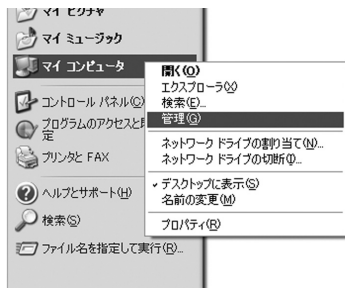 マイ ピクチャ
マイ ミュージック
マイ コンピュータ
コントロール パネル(C)
プログラムのアクセスと
定
プリンタと FAX
ヘルプとサポート(H)
検索(S)
ファイル名を指定して実行(R)...
開く(O)
エクスプローラ(X)
検索(E)...
管理(G)
ネットワーク ドライブの割り当て(N)...
ネットワーク ドライブの切断(I)...
デスクトップに表示(S)
名前の変更(M)
プロパティ(R)